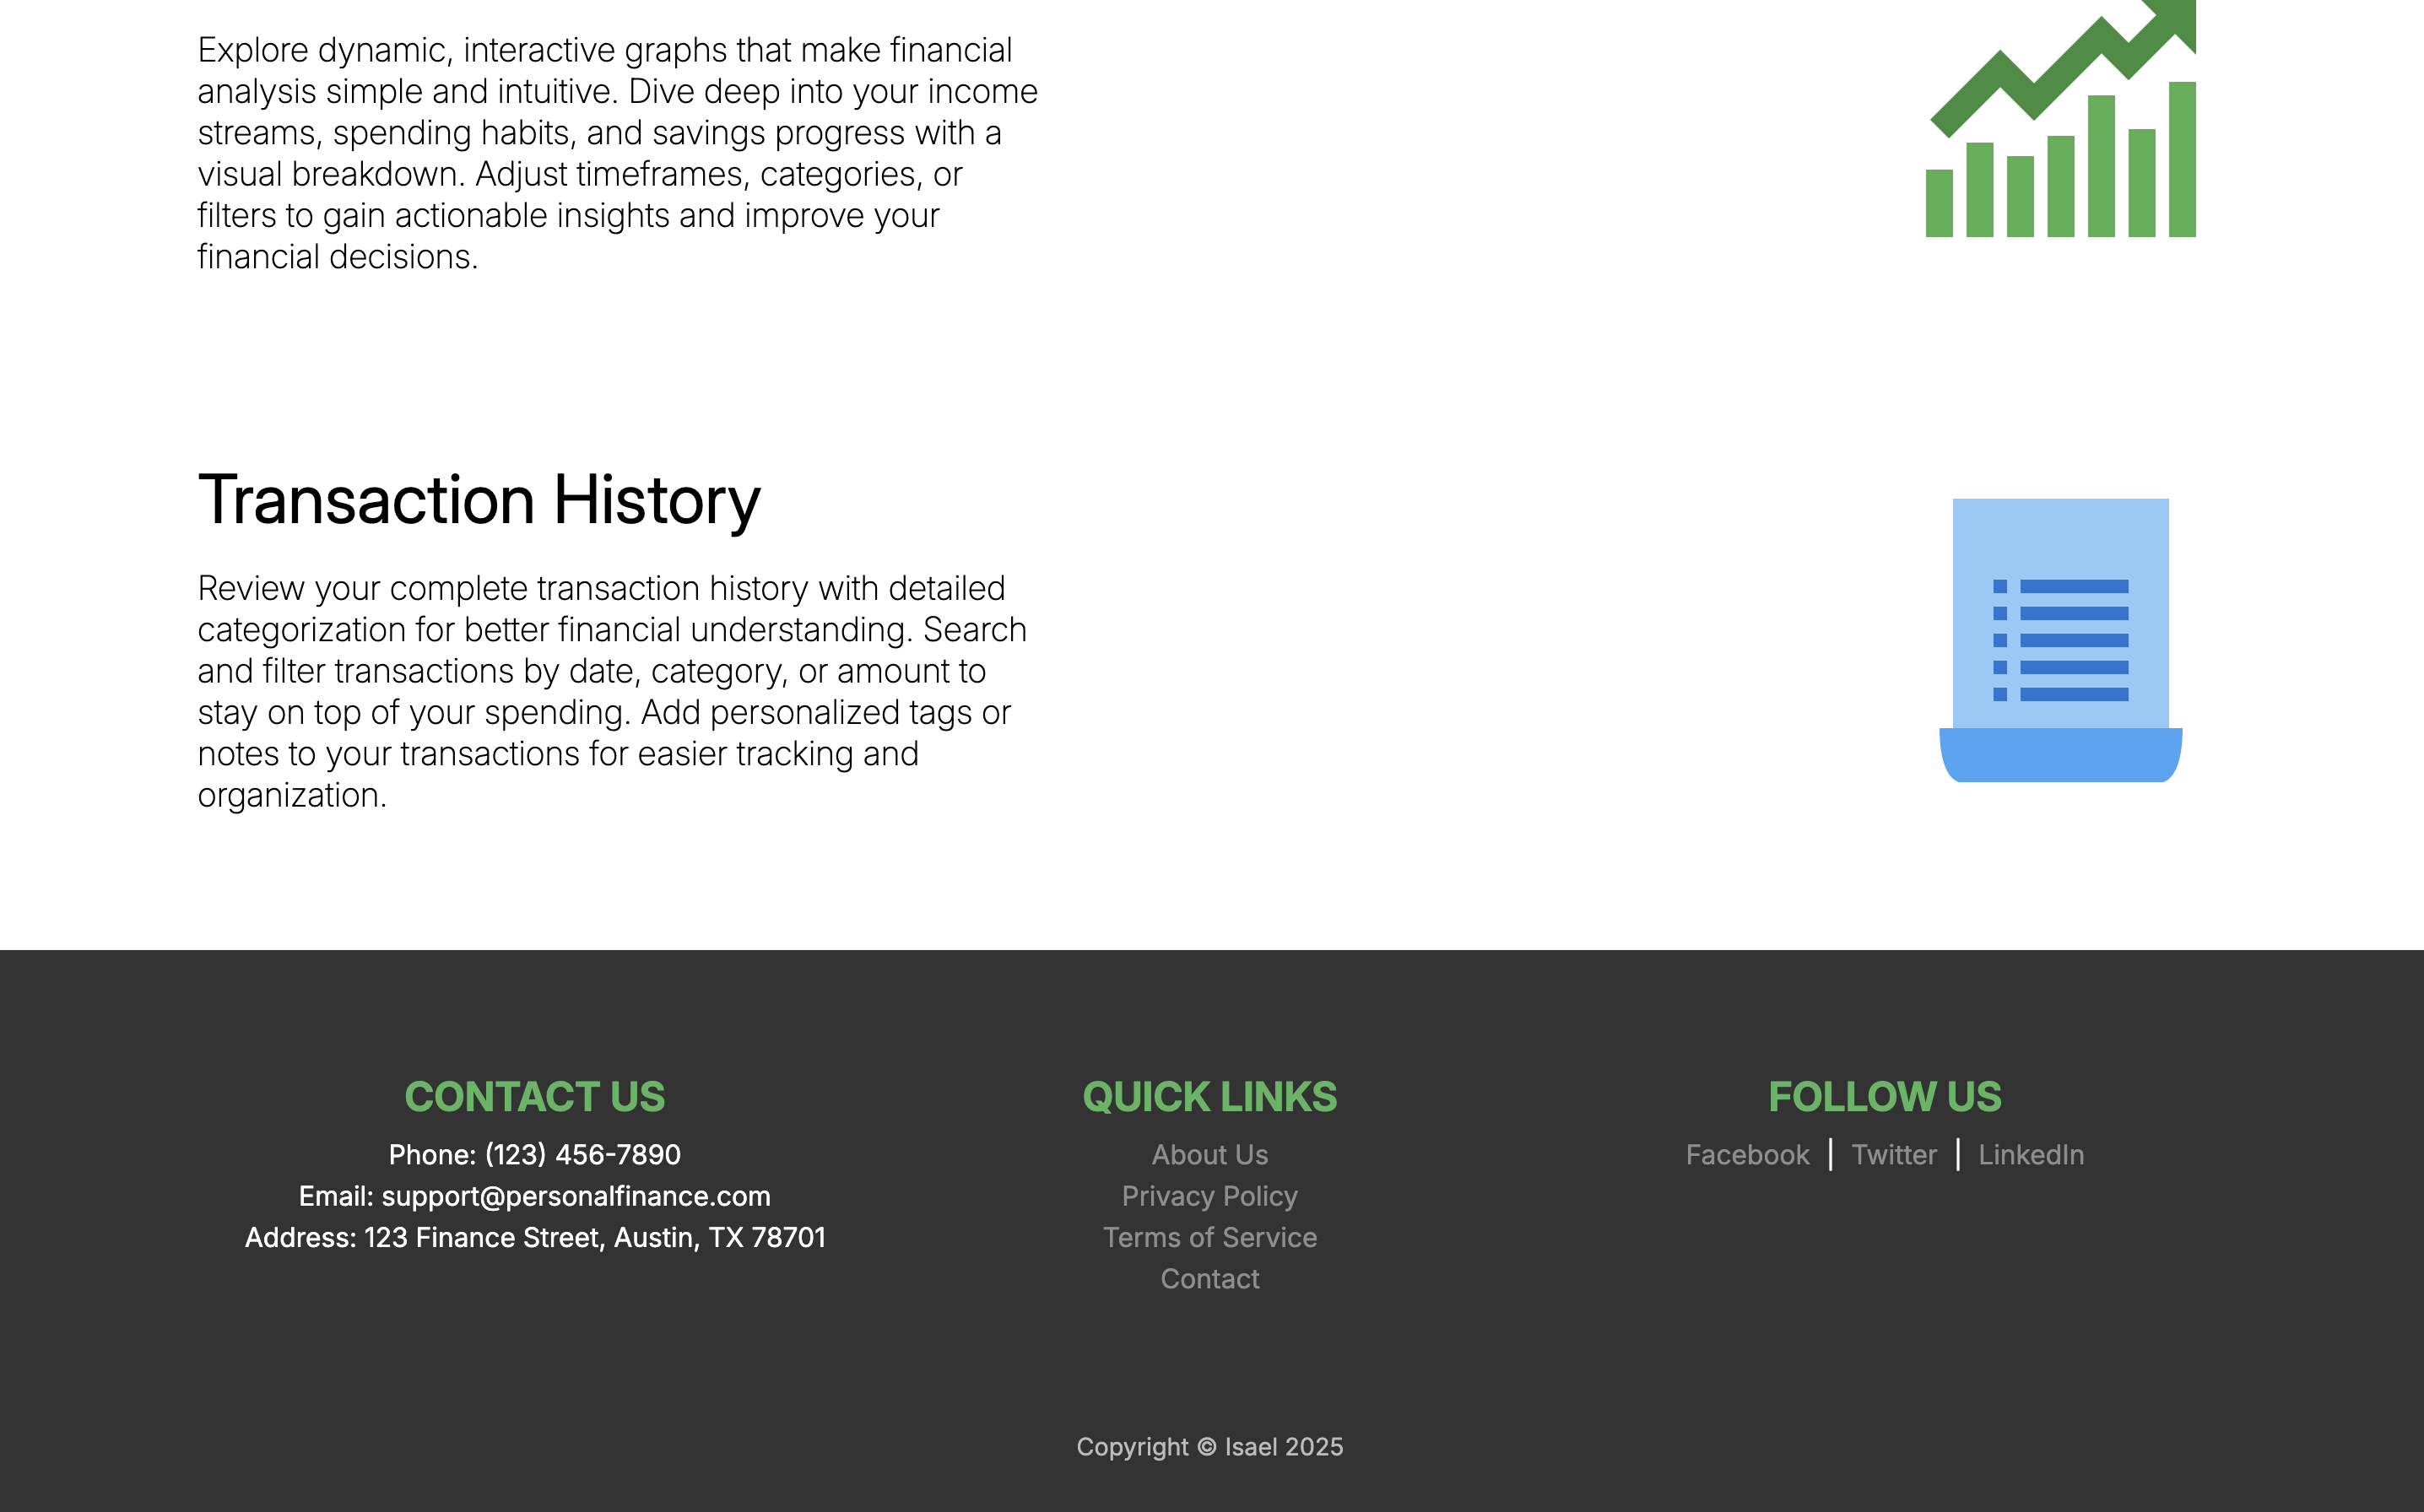 Explore dynamic, interactive graphs that make financial
analysis simple and intuitive. Dive deep into your income
streams, spending habits, and savings progress with a
visual breakdown. Adjust timeframes, categories, or
filters to gain actionable insights and improve your
financial decisions.
Transaction History
Review your complete transaction history with detailed
categorization for better financial understanding. Search
and filter transactions by date, category, or amount to
stay on top of your spending. Add personalized tags or
notes to your transactions for easier tracking and
organization.
CONTACT US
Phone: (123) 456-7890
Email: support@personalfinance.com
Address: 123 Finance Street, Austin, TX 78701
QUICK LINKS
About Us
Privacy Policy
Terms of Service
Contact
FOLLOW US
Facebook | Twitter | LinkedIn
Copyright © Isael 2025